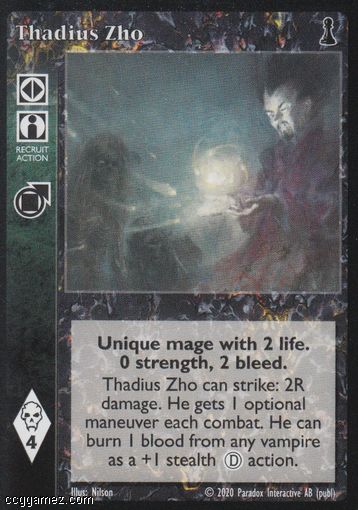 Thadius Zho
RECRUIT
ACTION
Unique mage with 2 life.
0 strength, 2 bleed.
Thadius Zho can strike: 2R
damage. He gets 1 optional
maneuver each combat. He can
burn 1 blood from any vampire
as a +1 stealth Ⓓ action.
4
Illus: Nilson
© 2020 Paradox Interactive AB (publ)
ccggamez.com